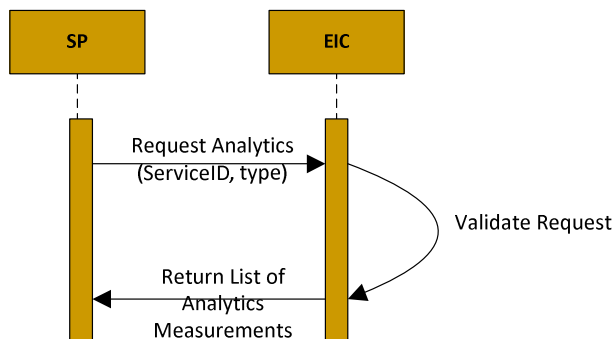 SP
EIC
Request Analytics
(ServiceID, type)
Validate Request
Return List of
Analytics
Measurements